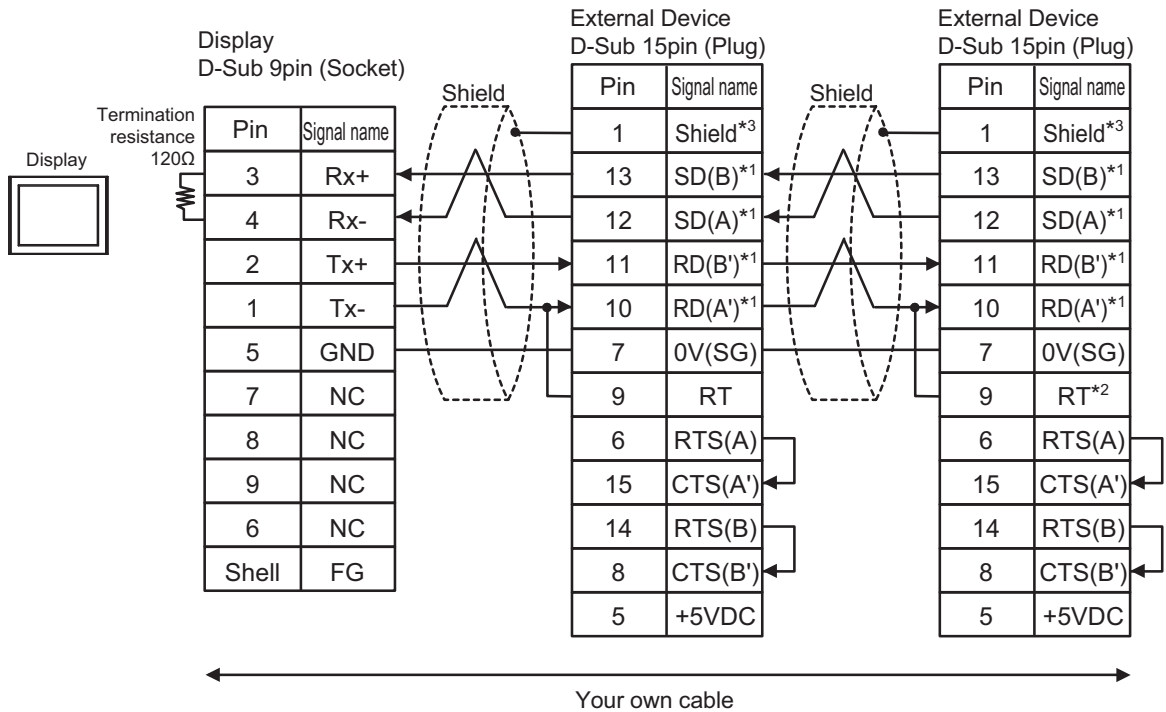 Display
D-Sub 9pin (Socket)
External Device
D-Sub 15pin (Plug)
External Device
D-Sub 15pin (Plug)
Display
Termination
resistance
120Ω
Pin Signal name
3 Rx+
4 Rx-
2 Tx+
1 Tx-
5 GND
7 NC
8 NC
9 NC
6 NC
Shell FG
Shield
Pin Signal name
1 Shield*3
13 SD(B)*1
12 SD(A)*1
11 RD(B')*1
10 RD(A')*1
7 0V(SG)
9 RT
6 RTS(A)
15 CTS(A')
14 RTS(B)
8 CTS(B')
5 +5VDC
Shield
Pin Signal name
1 Shield*3
13 SD(B)*1
12 SD(A)*1
11 RD(B')*1
10 RD(A')*1
7 0V(SG)
9 RT*2
6 RTS(A)
15 CTS(A')
14 RTS(B)
8 CTS(B')
5 +5VDC
Your own cable